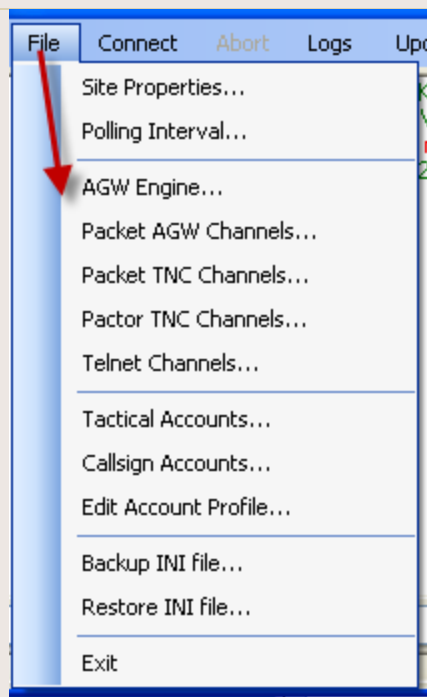 File Connect Abort Logs
Site Properties...
Polling Interval...
AGW Engine...
Packet AGW Channels...
Packet TNC Channels...
Pactor TNC Channels...
Telnet Channels...
Tactical Accounts...
Callsign Accounts...
Edit Account Profile...
Backup INI file...
Restore INI file...
Exit